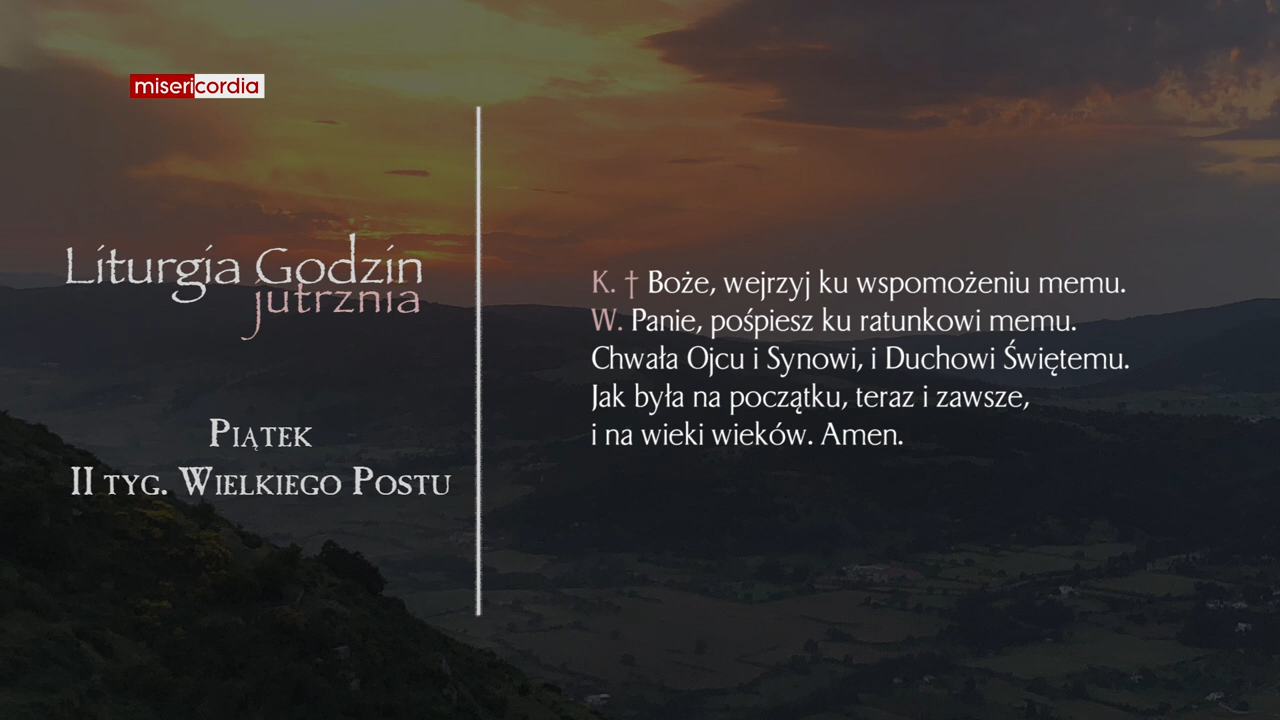 misericordia
Liturgia Godzin
jutrznia
Piątek
II tyg. Wielkiego Postu
K. † Boże, wejrzyj ku wspomożeniu memu.
W. Panie, pośpiesz ku ratunkowi memu.
Chwała Ojcu i Synowi, i Duchowi Świętemu.
Jak była na początku, teraz i zawsze,
i na wieki wieków. Amen.